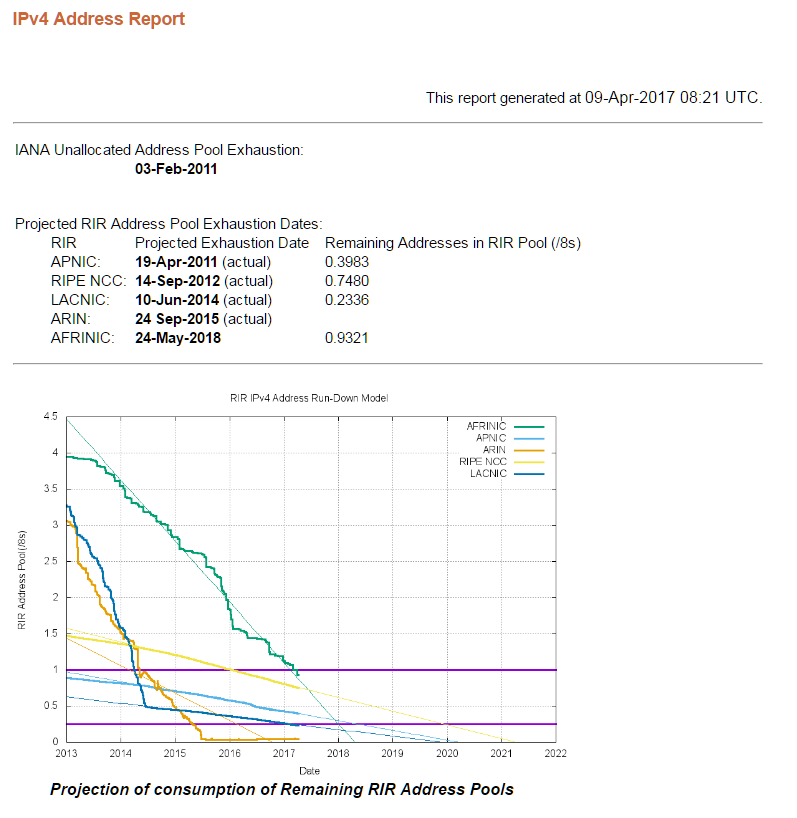 IPv4 Address Report
This report generated at 09-Apr-2017 08:21 UTC.
IANA Unallocated Address Pool Exhaustion:
03-Feb-2011
Projected RIR Address Pool Exhaustion Dates:
RIR Projected Exhaustion Date Remaining Addresses in RIR Pool (/8s)
APNIC: 19-Apr-2011 (actual) 0.3983
RIPE NCC: 14-Sep-2012 (actual) 0.7480
LACNIC: 10-Jun-2014 (actual) 0.2336
ARIN: 24 Sep-2015 (actual)
AFRINIC: 24-May-2018 0.9321
RIR IPv4 Address Run-Down Model
AFRINIC
APNIC
ARIN
RIPE NCC
LACNIC
RIR Address Pool(/8s)
4.5
4
3.5
3
2.5
2
1.5
1
0.5
0
2013 2014 2015 2016 2017 2018 2019 2020 2021 2022
Date
Projection of consumption of Remaining RIR Address Pools